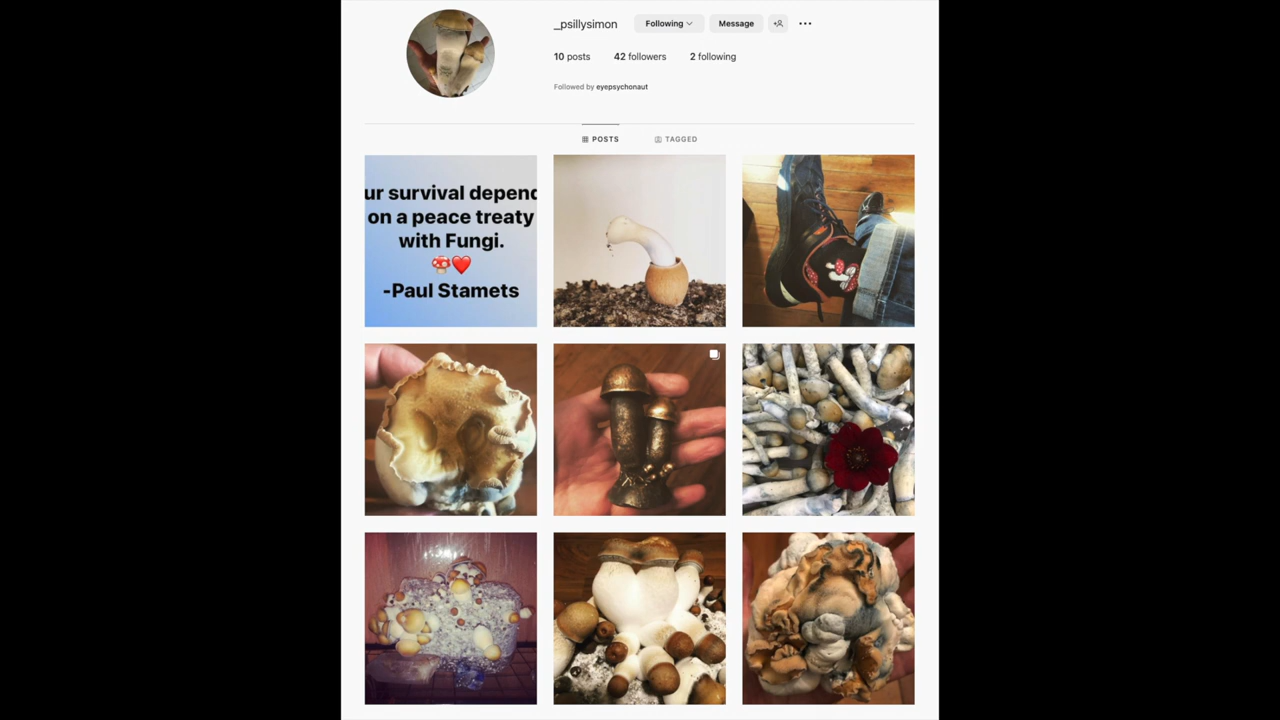 _psillysimon Following Message
10 posts 42 followers 2 following
Followed by eyepsychonaut
POSTS TAGGED
ur survival depend
on a peace treaty
with Fungi.
🍄❤️
-Paul Stamets